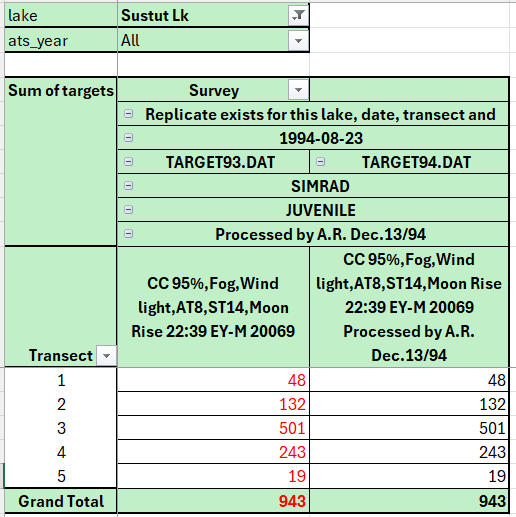 lake Sustut Lk
ats_year All
Sum of targets Survey
Replicate exists for this lake, date, transect and
1994-08-23
TARGET93.DAT TARGET94.DAT
SIMRAD
JUVENILE
Processed by A.R. Dec.13/94
CC 95%,Fog,Wind
CC 95%,Fog,Wind light,AT8,ST14,Moon Rise
light,AT8,ST14,Moon 22:39 EY-M 20069
Rise 22:39 EY-M 20069 Processed by A.R.
Transect Dec.13/94
1 48 48
2 132 132
3 501 501
4 243 243
5 19 19
Grand Total 943 943